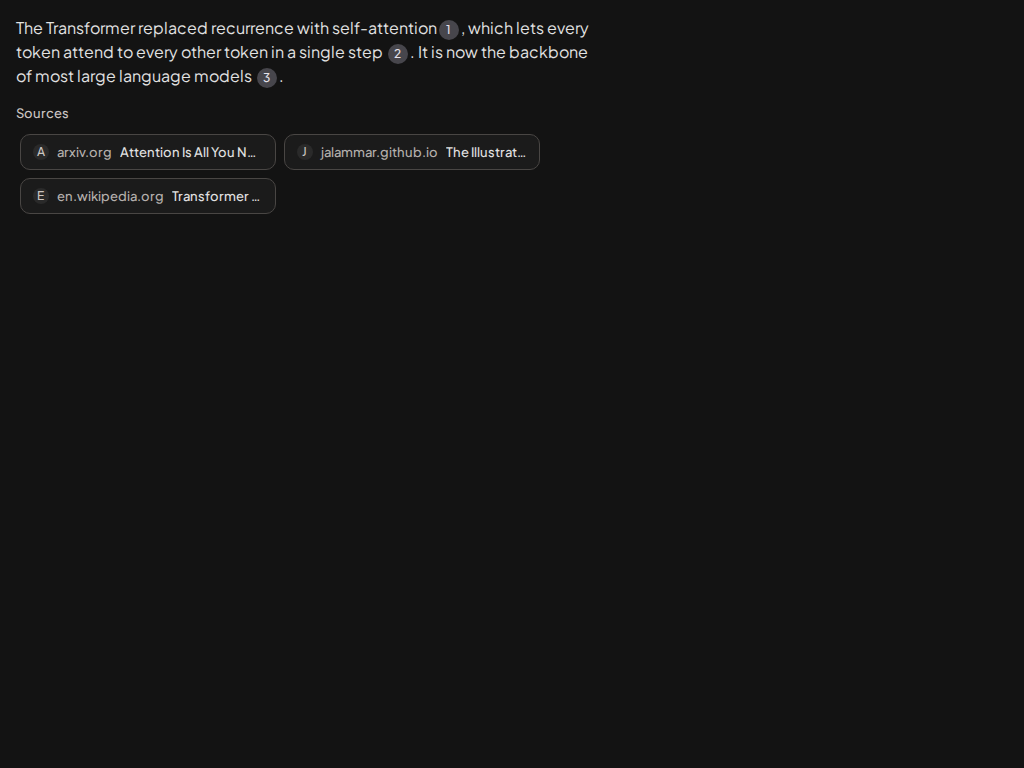 The Transformer replaced recurrence with self-attention 1, which lets every
token attend to every other token in a single step 2. It is now the backbone
of most large language models 3.
Sources
A arxiv.org Attention Is All You N…
J jalammar.github.io The Illustrat…
E en.wikipedia.org Transformer …